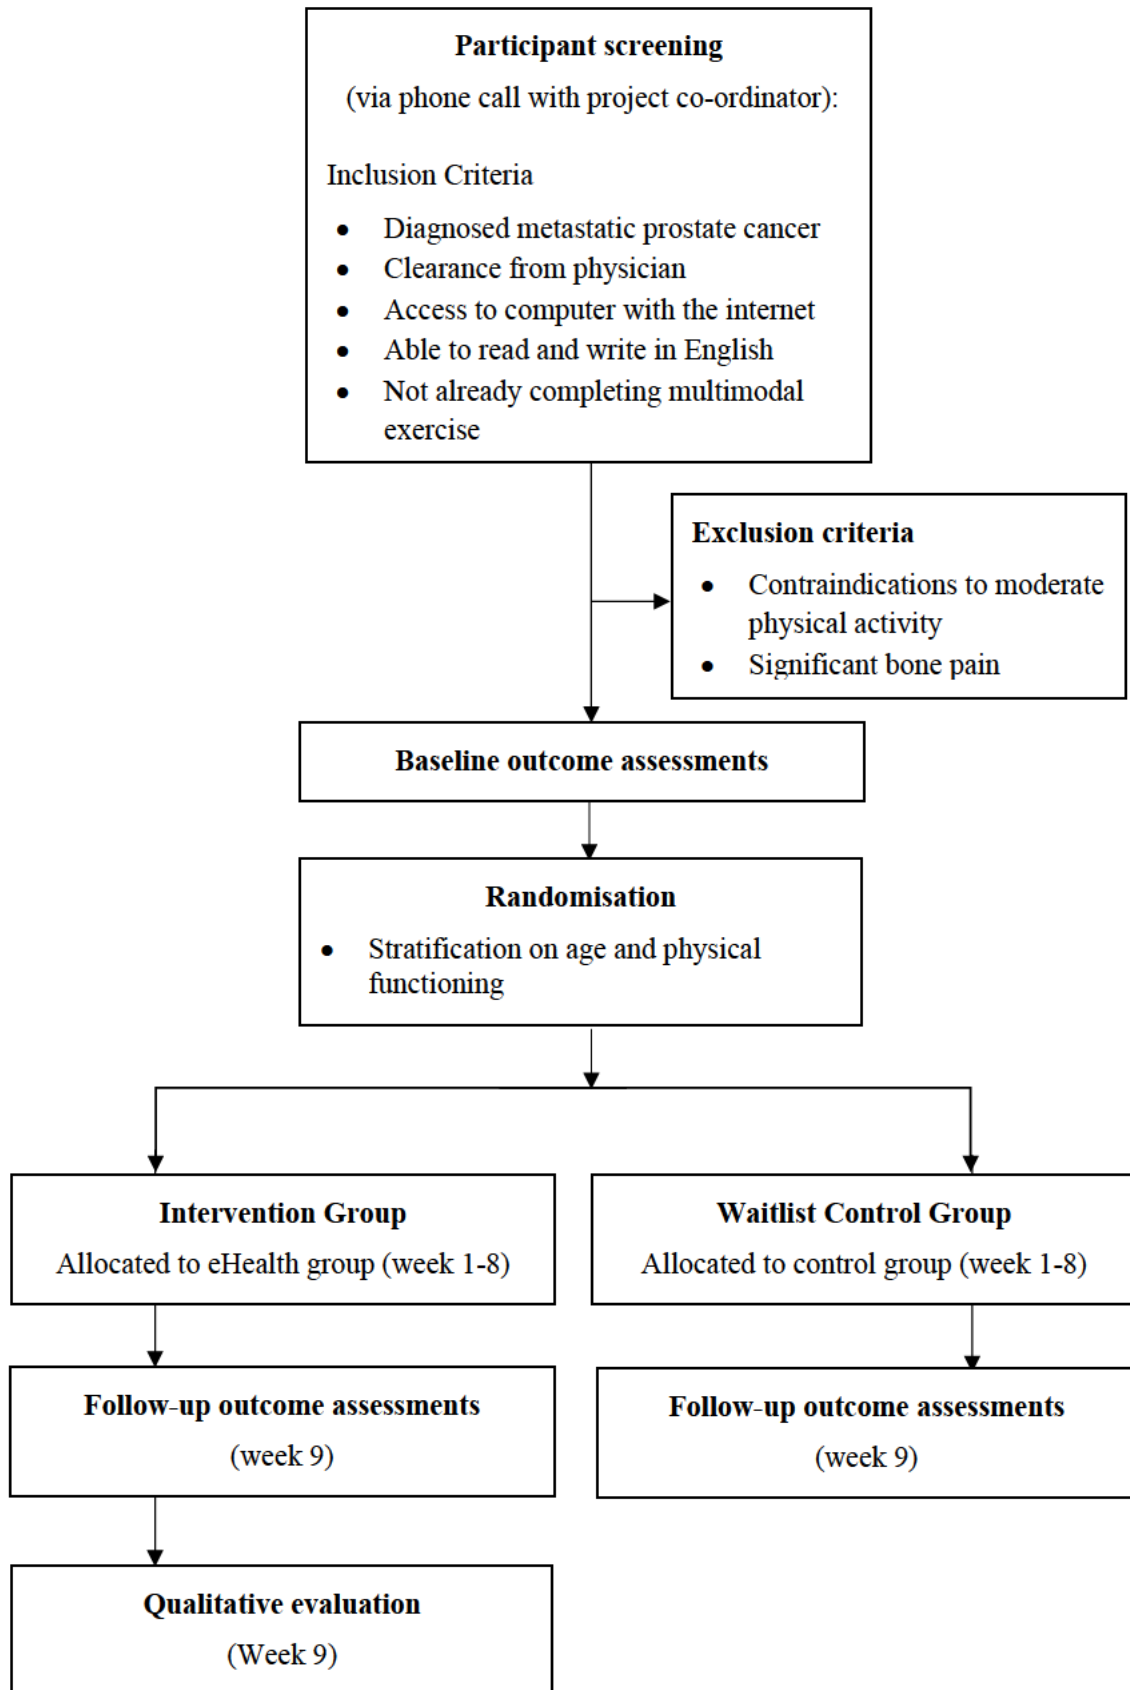 Participant screening
(via phone call with project co-ordinator):
Inclusion Criteria
• Diagnosed metastatic prostate cancer
• Clearance from physician
• Access to computer with the internet
• Able to read and write in English
• Not already completing multimodal
exercise
Exclusion criteria
• Contraindications to moderate
physical activity
• Significant bone pain
Baseline outcome assessments
Randomisation
• Stratification on age and physical
functioning
Intervention Group
Allocated to eHealth group (week 1-8)
Waitlist Control Group
Allocated to control group (week 1-8)
Follow-up outcome assessments
(week 9)
Follow-up outcome assessments
(week 9)
Qualitative evaluation
(Week 9)